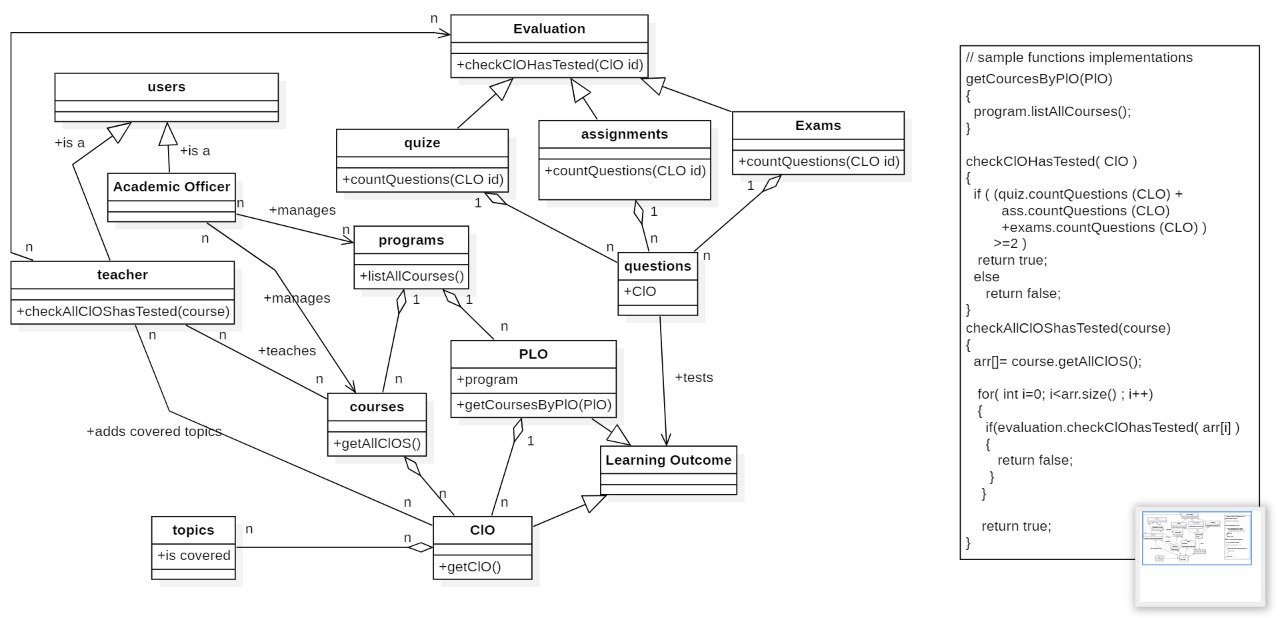 n
Evaluation
+checkClOHasTested(ClO id)
users
+is a
+is a
quize
+countQuestions(CLO id)
assignments
+countQuestions(CLO id)
Exams
+countQuestions(CLO id)
Academic Officer
n
+manages
n
n
1
1
1
n
n
n
programs
+listAllCourses()
1
1
questions
+ClO
n
teacher
+checkAllClOShasTested(course)
+manages
n
n
+teaches
n
n
n
PLO
+program
+getCoursesByPlO(PlO)
1
+tests
courses
+getAllClOS()
+adds covered topics
Learning Outcome
n
n
n
topics
+is covered
n
n
ClO
+getClO()
// sample functions implementations
getCourcesByPlO(PlO)
{
program.listAllCourses();
}
checkClOHasTested( ClO )
{
if ( (quiz.countQuestions (CLO) +
ass.countQuestions (CLO)
+exams.countQuestions (CLO) )
>=2 )
return true;
else
return false;
}
checkAllClOShasTested(course)
{
arr[]= course.getAllClOS();
for( int i=0; i<arr.size() ; i++)
{
if(evaluation.checkClOhasTested( arr[i] )
{
return false;
}
}
return true;
}